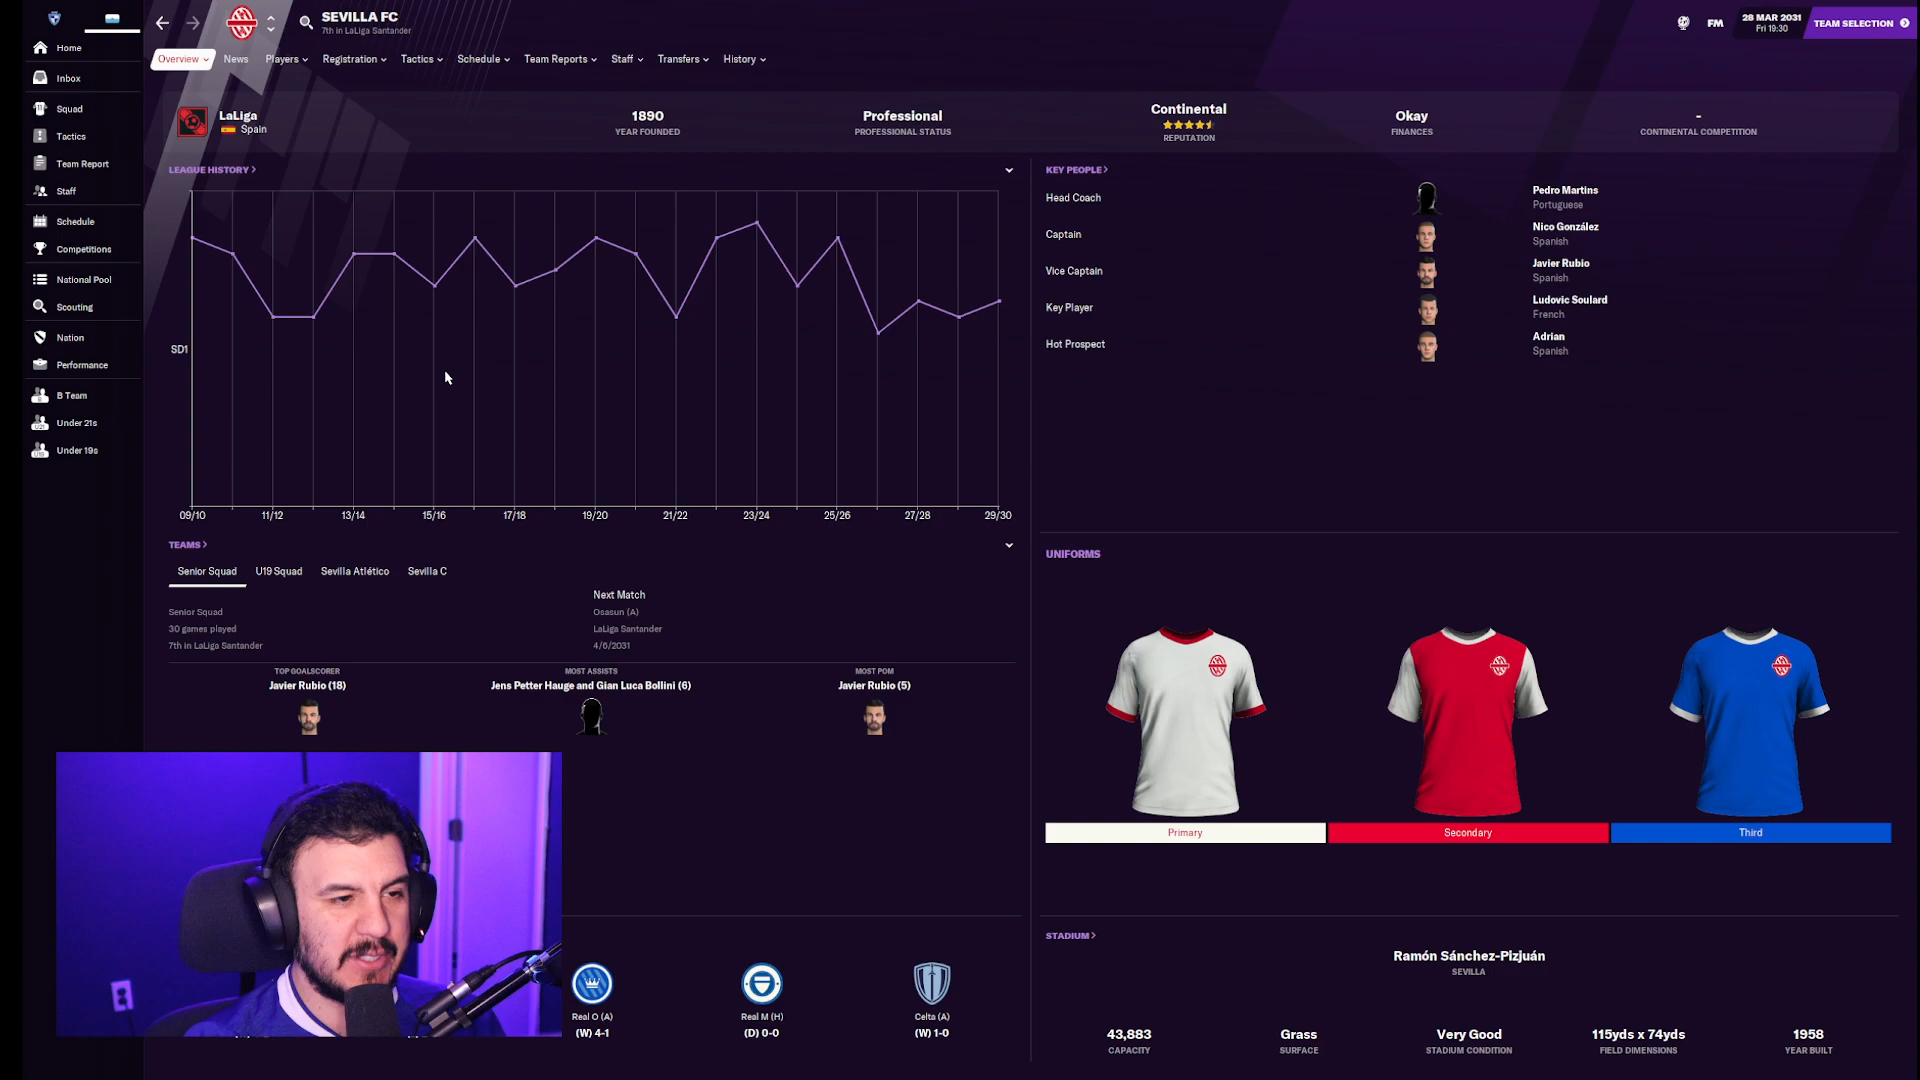 SEVILLA FC
7th in LaLiga Santander
FM
28 MAR 2031
Fri 19:30
TEAM SELECTION
Home
Inbox
Squad
Tactics
Team Report
Staff
Schedule
Competitions
National Pool
Scouting
Nation
Performance
B Team
Under 21s
Under 19s
Overview
News
Players
Registration
Tactics
Schedule
Team Reports
Staff
Transfers
History
LaLiga
Spain
1890
YEAR FOUNDED
Professional
PROFESSIONAL STATUS
Continental
REPUTATION
Okay
FINANCES
-
CONTINENTAL COMPETITION
LEAGUE HISTORY
SD1
09/10 11/12 13/14 15/16 17/18 19/20 21/22 23/24 25/26 27/28 29/30
KEY PEOPLE
Head Coach
Pedro Martins
Portuguese
Captain
Nico González
Spanish
Vice Captain
Javier Rubio
Spanish
Key Player
Ludovic Soulard
French
Hot Prospect
Adrian
Spanish
TEAMS
Senior Squad
U19 Squad
Sevilla Atlético
Sevilla C
Senior Squad
30 games played
7th in LaLiga Santander
Next Match
Osasun (A)
LaLiga Santander
4/6/2031
TOP GOALSCORER
Javier Rubio (18)
MOST ASSISTS
Jens Petter Hauge and Gian Luca Bollini (6)
MOST POM
Javier Rubio (5)
UNIFORMS
Primary
Secondary
Third
Real O (A)
(W) 4-1
Real M (H)
(D) 0-0
Celta (A)
(W) 1-0
STADIUM
Ramón Sánchez-Pizjuán
SEVILLA
43,883
CAPACITY
Grass
SURFACE
Very Good
STADIUM CONDITION
115yds x 74yds
FIELD DIMENSIONS
1958
YEAR BUILT